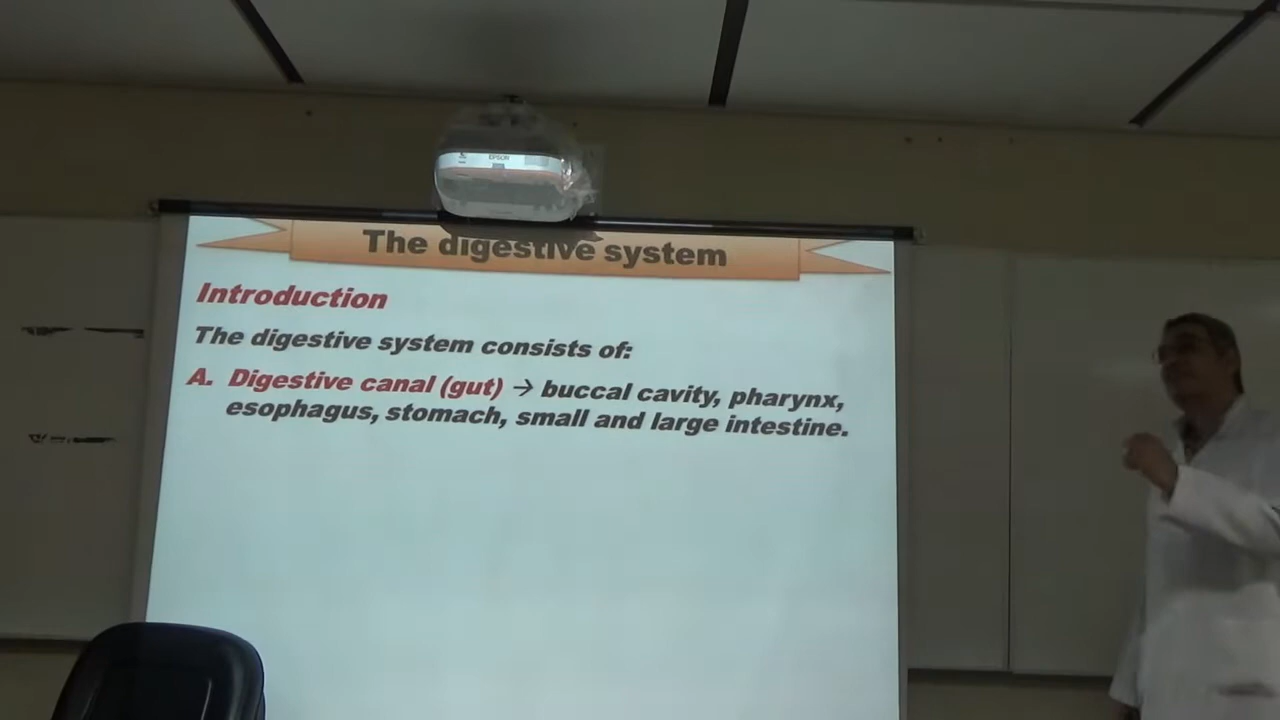 EPSON
The digestive system
Introduction
The digestive system consists of:
A. Digestive canal (gut) → buccal cavity, pharynx,
esophagus, stomach, small and large intestine.